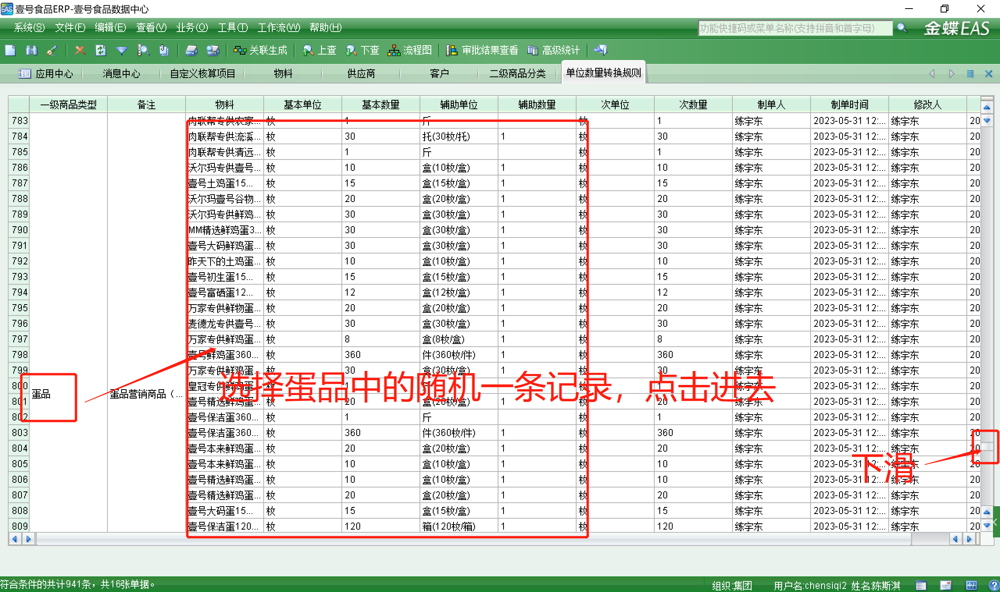 EAS 壹号食品ERP-壹号食品数据中心
系统(S) 文件(F) 编辑(E) 查看(V) 业务(O) 工具(T) 工作流(W) 帮助(H) 功能快捷码或菜单名称(支持拼音和首字母) 金蝶EAS
关联生成 上查 下查 流程图 审批结果查看 高级统计
应用中心 消息中心 自定义核算项目 物料 供应商 客户 二级商品分类 单位数量转换规则
一级商品类型 备注 物料 基本单位 基本数量 辅助单位 辅助数量 次单位 次数量 制单人 制单时间 修改人
783 肉联帮专供农家... 枚 1 斤 枚 1 练宇东 2023-05-31 12:... 练宇东 20
784 肉联帮专供流溪... 枚 30 托(30枚/托) 1 枚 30 练宇东 2023-05-31 12:... 练宇东 20
785 肉联帮专供清远... 枚 1 斤 枚 1 练宇东 2023-05-31 12:... 练宇东 20
786 沃尔玛专供壹号... 枚 10 盒(10枚/盒) 1 枚 10 练宇东 2023-05-31 12:... 练宇东 20
787 壹号土鸡蛋15... 枚 15 盒(15枚/盒) 1 枚 15 练宇东 2023-05-31 12:... 练宇东 20
788 沃尔玛壹号谷物... 枚 20 盒(20枚/盒) 1 枚 20 练宇东 2023-05-31 12:... 练宇东 20
789 沃尔玛专供鲜鸡... 枚 30 盒(30枚/盒) 1 枚 30 练宇东 2023-05-31 12:... 练宇东 20
790 MM精选鲜鸡蛋3... 枚 30 盒(30枚/盒) 1 枚 30 练宇东 2023-05-31 12:... 练宇东 20
791 壹号大码鲜鸡蛋... 枚 30 盒(30枚/盒) 1 枚 30 练宇东 2023-05-31 12:... 练宇东 20
792 昨天下的土鸡蛋... 枚 10 盒(10枚/盒) 1 枚 10 练宇东 2023-05-31 12:... 练宇东 20
793 壹号初生蛋15... 枚 15 盒(15枚/盒) 1 枚 15 练宇东 2023-05-31 12:... 练宇东 20
794 壹号富硒蛋12... 枚 12 盒(12枚/盒) 1 枚 12 练宇东 2023-05-31 12:... 练宇东 20
795 万家专供鲜物蛋... 枚 20 盒(20枚/盒) 1 枚 20 练宇东 2023-05-31 12:... 练宇东 20
796 麦德龙专供壹号... 枚 30 盒(30枚/盒) 1 枚 30 练宇东 2023-05-31 12:... 练宇东 20
797 万家专供鲜鸡蛋... 枚 8 盒(8枚/盒) 1 枚 8 练宇东 2023-05-31 12:... 练宇东 20
798 壹号鲜鸡蛋360... 枚 360 件(360枚/件) 1 枚 360 练宇东 2023-05-31 12:... 练宇东 20
799 万家专供鲜鸡蛋... 枚 30 盒(30枚/盒) 1 枚 30 练宇东 2023-05-31 12:... 练宇东 20
800 皇冠专供鲜鸡蛋... 枚 1 斤 枚 1 练宇东 2023-05-31 12:... 练宇东 20
蛋品 蛋品营销商品（...
选择蛋品中的随机一条记录，点击进去
801 壹号精选鲜鸡蛋... 枚 20 盒(20枚/盒) 1 枚 20 练宇东 2023-05-31 12:... 练宇东 20
802 壹号保洁蛋360... 枚 1 斤 枚 1 练宇东 2023-05-31 12:... 练宇东 20
803 壹号保洁蛋360... 枚 360 件(360枚/件) 1 枚 360 练宇东 2023-05-31 12:... 练宇东 20
804 壹号本来鲜鸡蛋... 枚 20 盒(20枚/盒) 1 枚 20 练宇东 2023-05-31 12:... 练宇东 20
805 壹号本来鲜鸡蛋... 枚 10 盒(10枚/盒) 1 枚 10 练宇东 2023-05-31 12:... 练宇东 20
下滑
806 壹号精选鲜鸡蛋... 枚 10 盒(10枚/盒) 1 枚 10 练宇东 2023-05-31 12:... 练宇东 20
807 壹号精选鲜鸡蛋... 枚 20 盒(20枚/盒) 1 枚 20 练宇东 2023-05-31 12:... 练宇东 20
808 壹号大码蛋15... 枚 15 盒(15枚/盒) 1 枚 15 练宇东 2023-05-31 12:... 练宇东 20
809 壹号保洁蛋120... 枚 120 箱(120枚/箱) 1 枚 120 练宇东 2023-05-31 12:... 练宇东 20
符合条件的共计941条，共16张单据。 组织:集团 用户名:chensiqi2 姓名:陈斯淇